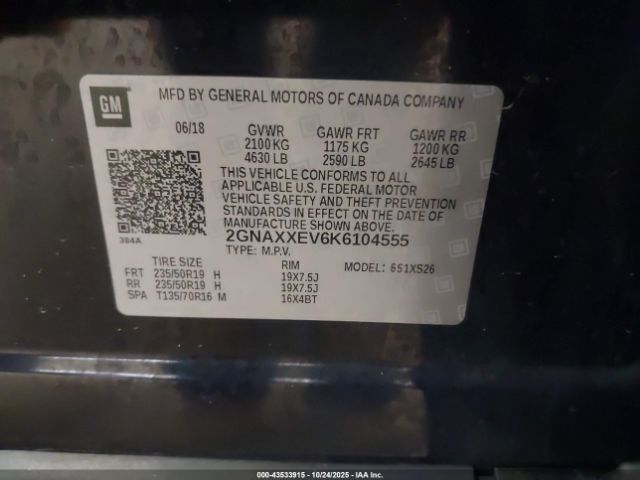 GM
MFD BY GENERAL MOTORS OF CANADA COMPANY
06/18 GVWR GAWR FRT GAWR RR
2100 KG 1175 KG 1200 KG
4630 LB 2590 LB 2645 LB
THIS VEHICLE CONFORMS TO ALL
APPLICABLE U.S. FEDERAL MOTOR
VEHICLE SAFETY AND THEFT PREVENTION
STANDARDS IN EFFECT ON THE DATE OF
MANUFACTURE SHOWN ABOVE.
384A 2GNAXXEV6K6104555
TYPE: M.P.V.
TIRE SIZE RIM MODEL: 651XS26
FRT 235/50R19 H 19X7.5J
RR 235/50R19 H 19X7.5J
SPA T135/70R16 M 16X4BT
000-43533915 • 10/24/2025 • IAA Inc.